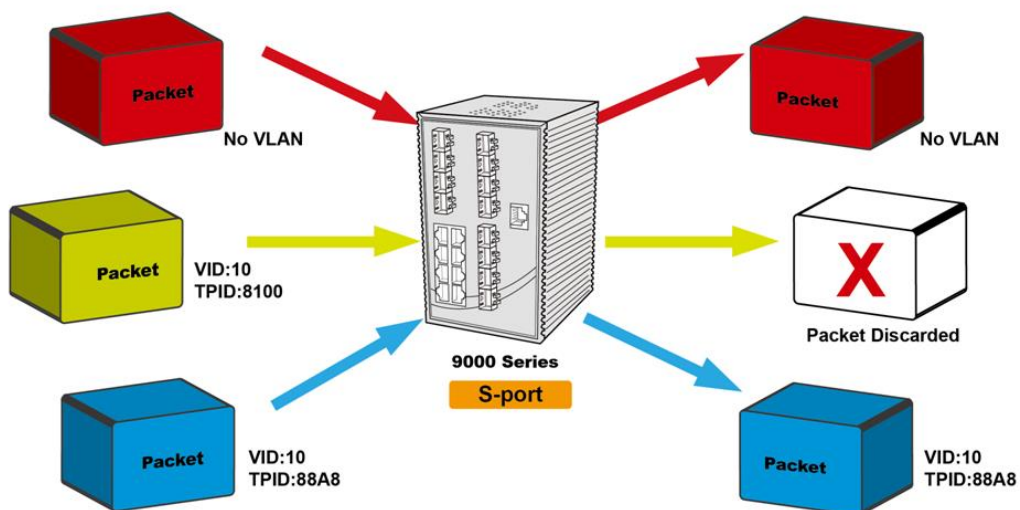 Packet
No VLAN
Packet
No VLAN
Packet
VID:10
TPID:8100
X
Packet Discarded
9000 Series
S-port
Packet
VID:10
TPID:88A8
Packet
VID:10
TPID:88A8